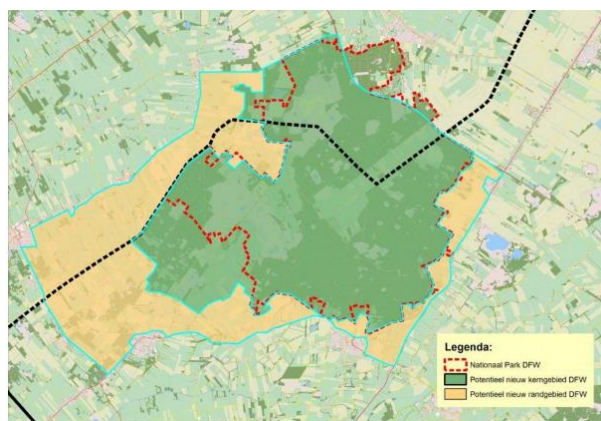 Legenda:
Nationaal Park DFW
Potentieel nieuw kerngebied DFW
Potentieel nieuw randgebied DFW